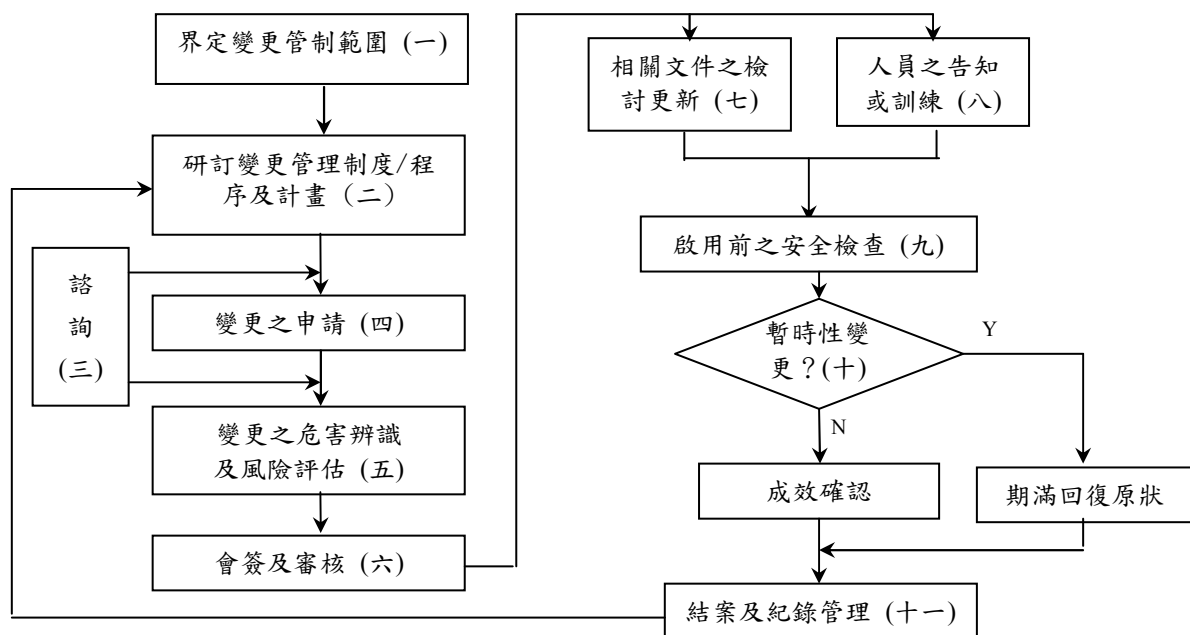 界定變更管制範圍 (一)
研訂變更管理制度/程
序及計畫（二）
諮
詢
(三)
變更之申請 (四)
變更之危害辨識
及風險評估 (五)
會簽及審核 (六)
相關文件之檢
討更新 (七)
人員之告知
或訓練 (八)
啟用前之安全檢查 (九)
暫時性變
更？(十)
Y
N
成效確認
期滿回復原狀
結案及紀錄管理 (十一)